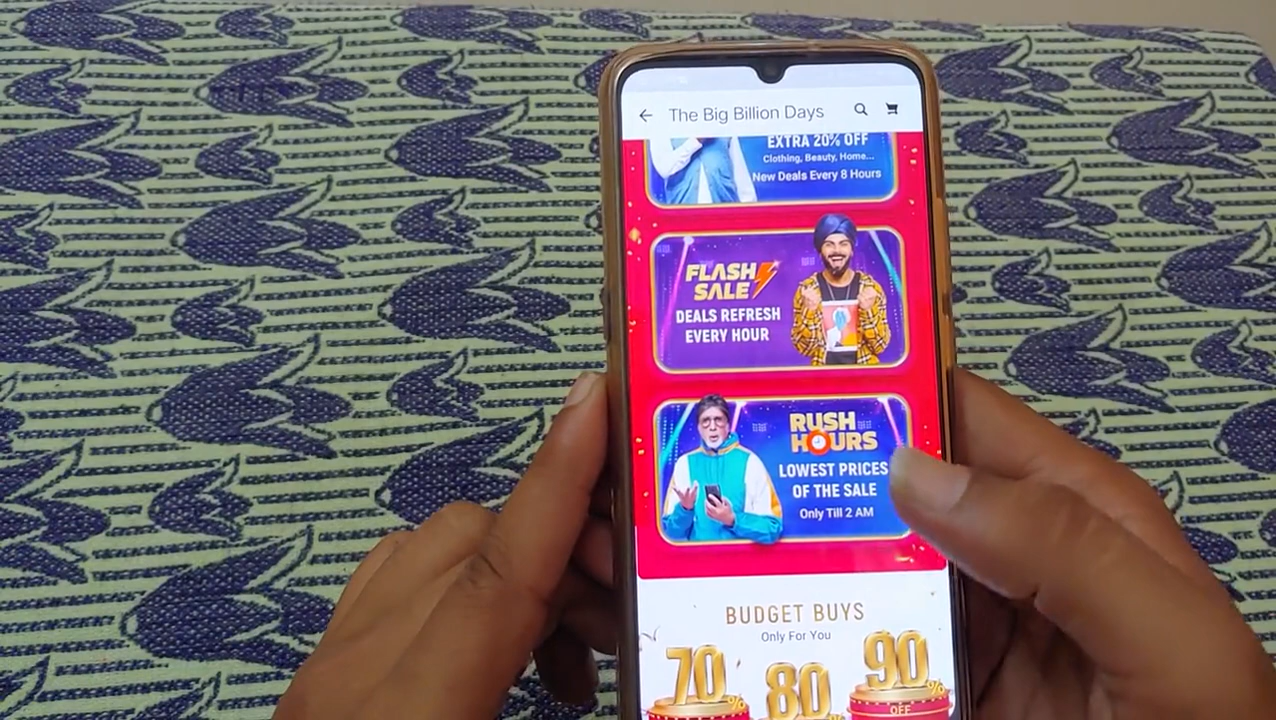 The Big Billion Days
EXTRA 20% OFF
Clothing, Beauty, Home...
New Deals Every 8 Hours
FLASH
SALE
DEALS REFRESH
EVERY HOUR
RUSH
HOURS
LOWEST PRICES
OF THE SALE
Only Till 2 AM
BUDGET BUYS
Only For You
70%
80%
90%
OFF